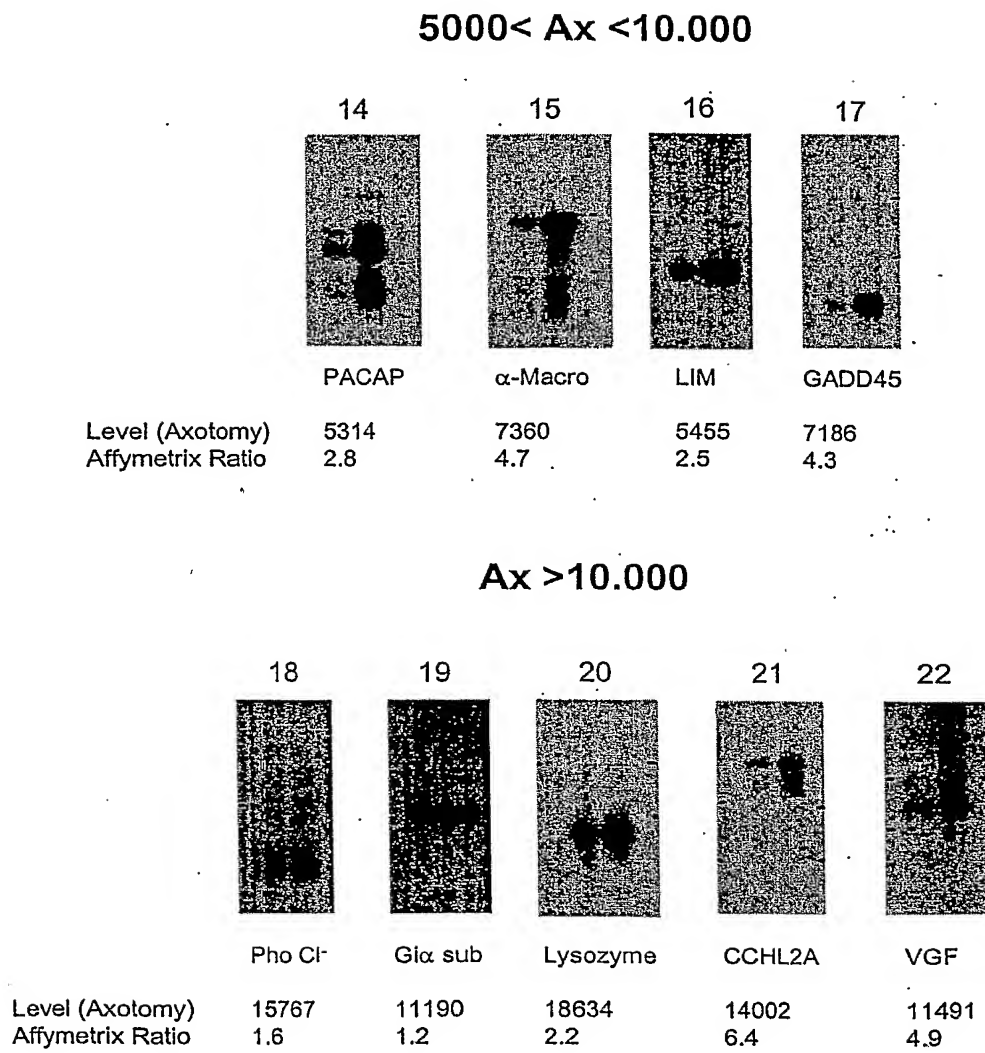 5000< Ax <10.000
14 15 16 17
PACAP α-Macro LIM GADD45
Level (Axotomy) 5314 7360 5455 7186
Affymetrix Ratio 2.8 4.7 2.5 4.3
Ax >10.000
18 19 20 21 22
Pho Cl- Giα sub Lysozyme CCHL2A VGF
Level (Axotomy) 15767 11190 18634 14002 11491
Affymetrix Ratio 1.6 1.2 2.2 6.4 4.9